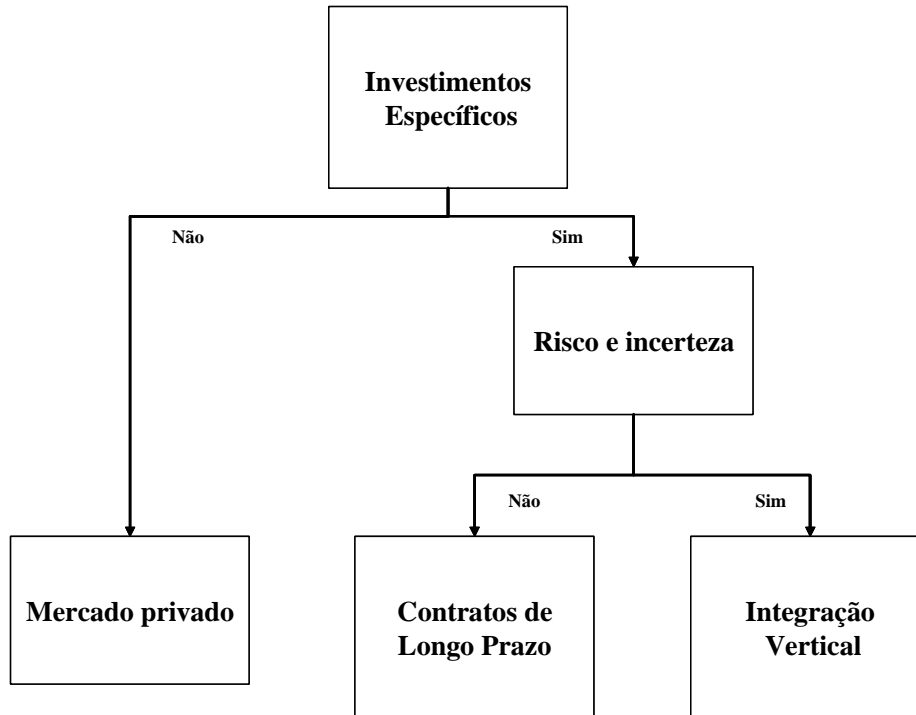 Investimentos
Específicos
Não
Sim
Risco e incerteza
Não
Sim
Mercado privado
Contratos de
Longo Prazo
Integração
Vertical